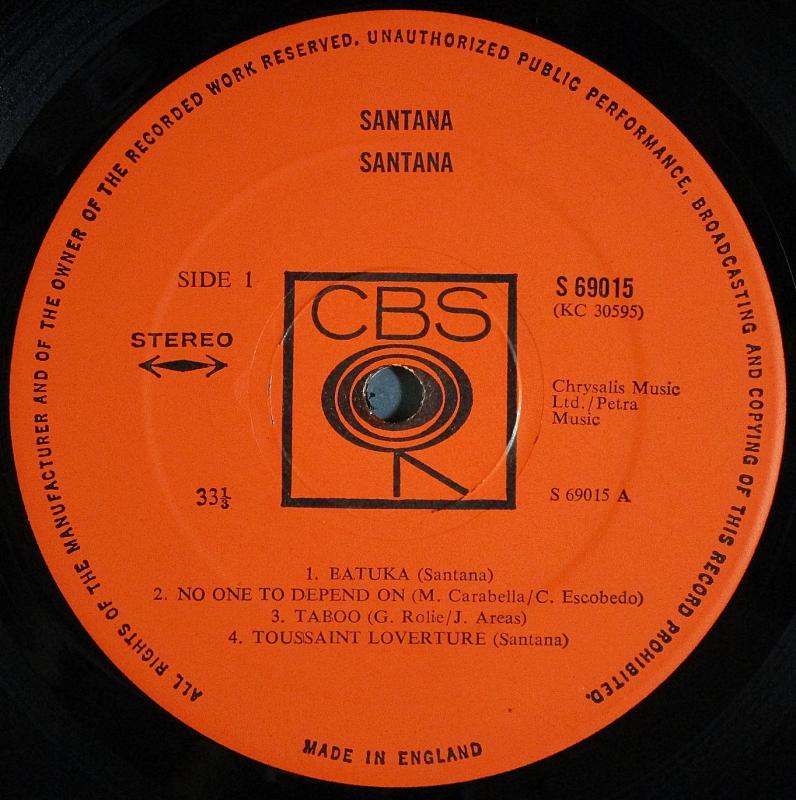 ALL RIGHTS OF THE MANUFACTURER AND OF THE OWNER OF THE RECORDED WORK RESERVED. UNAUTHORIZED PUBLIC PERFORMANCE, BROADCASTING AND COPYING OF THIS RECORD PROHIBITED.
SANTANA
SANTANA
SIDE 1
STEREO
33⅓
CBS
S 69015
(KC 30595)
Chrysalis Music
Ltd./Petra
Music
S 69015 A
1. BATUKA (Santana)
2. NO ONE TO DEPEND ON (M. Carabella/C. Escobedo)
3. TABOO (G. Rolie/J. Areas)
4. TOUSSAINT LOVERTURE (Santana)
MADE IN ENGLAND